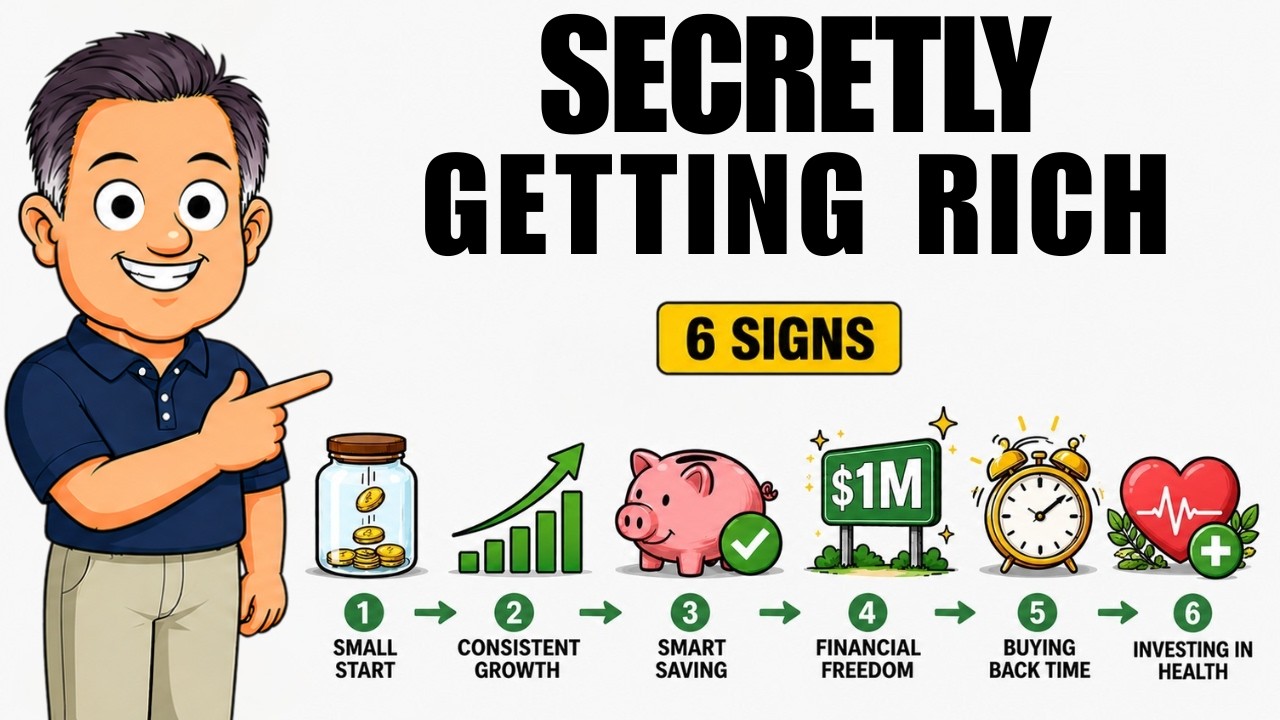 SECRETLY
GETTING RICH
6 SIGNS
$1M
1
2
3
4
5
6
SMALL
START
CONSISTENT
GROWTH
SMART
SAVING
FINANCIAL
FREEDOM
BUYING
BACK TIME
INVESTING IN
HEALTH